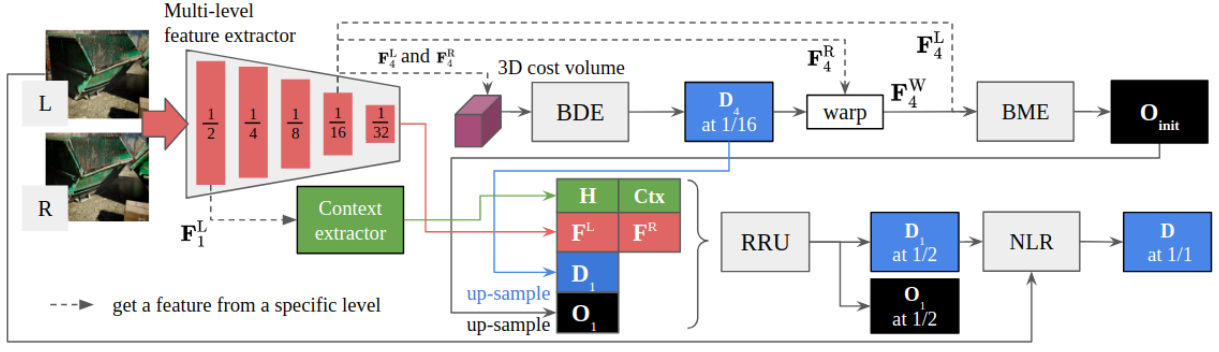 Multi-level
feature extractor
L
R
1/2
1/4
1/8
1/16
1/32
F₄ᴸ and F₄ᴿ
3D cost volume
BDE
D₄
at 1/16
F₄ᴿ
warp
F₄ᵂ
F₄ᴸ
BME
O_init
F₁ᴸ
Context
extractor
H Ctx
Fᴸ Fᴿ
D₁
up-sample
O₁
up-sample
RRU
D₁
at 1/2
O₁
at 1/2
NLR
D
at 1/1
get a feature from a specific level